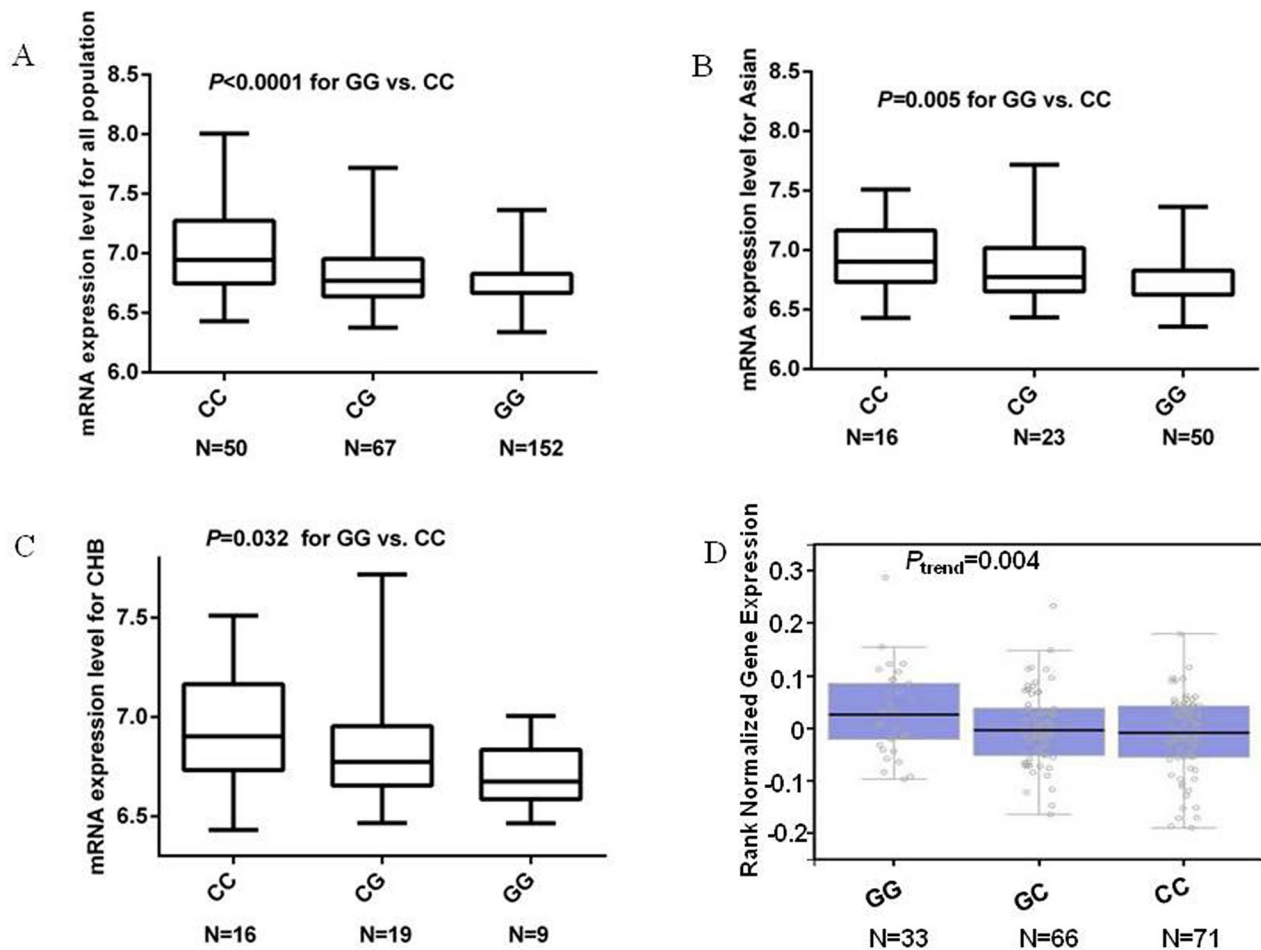 A
mRNA expression level for all population
P<0.0001 for GG vs. CC
8.5
8.0
7.5
7.0
6.5
6.0
CC
CG
GG
N=50
N=67
N=152
B
mRNA expression level for Asian
P=0.005 for GG vs. CC
8.5
8.0
7.5
7.0
6.5
6.0
CC
CG
GG
N=16
N=23
N=50
C
mRNA expression level for CHB
P=0.032 for GG vs. CC
7.5
7.0
6.5
CC
CG
GG
N=16
N=19
N=9
D
Rank Normalized Gene Expression
Ptrend=0.004
0.3
0.2
0.1
0
-0.1
-0.2
GG
GC
CC
N=33
N=66
N=71